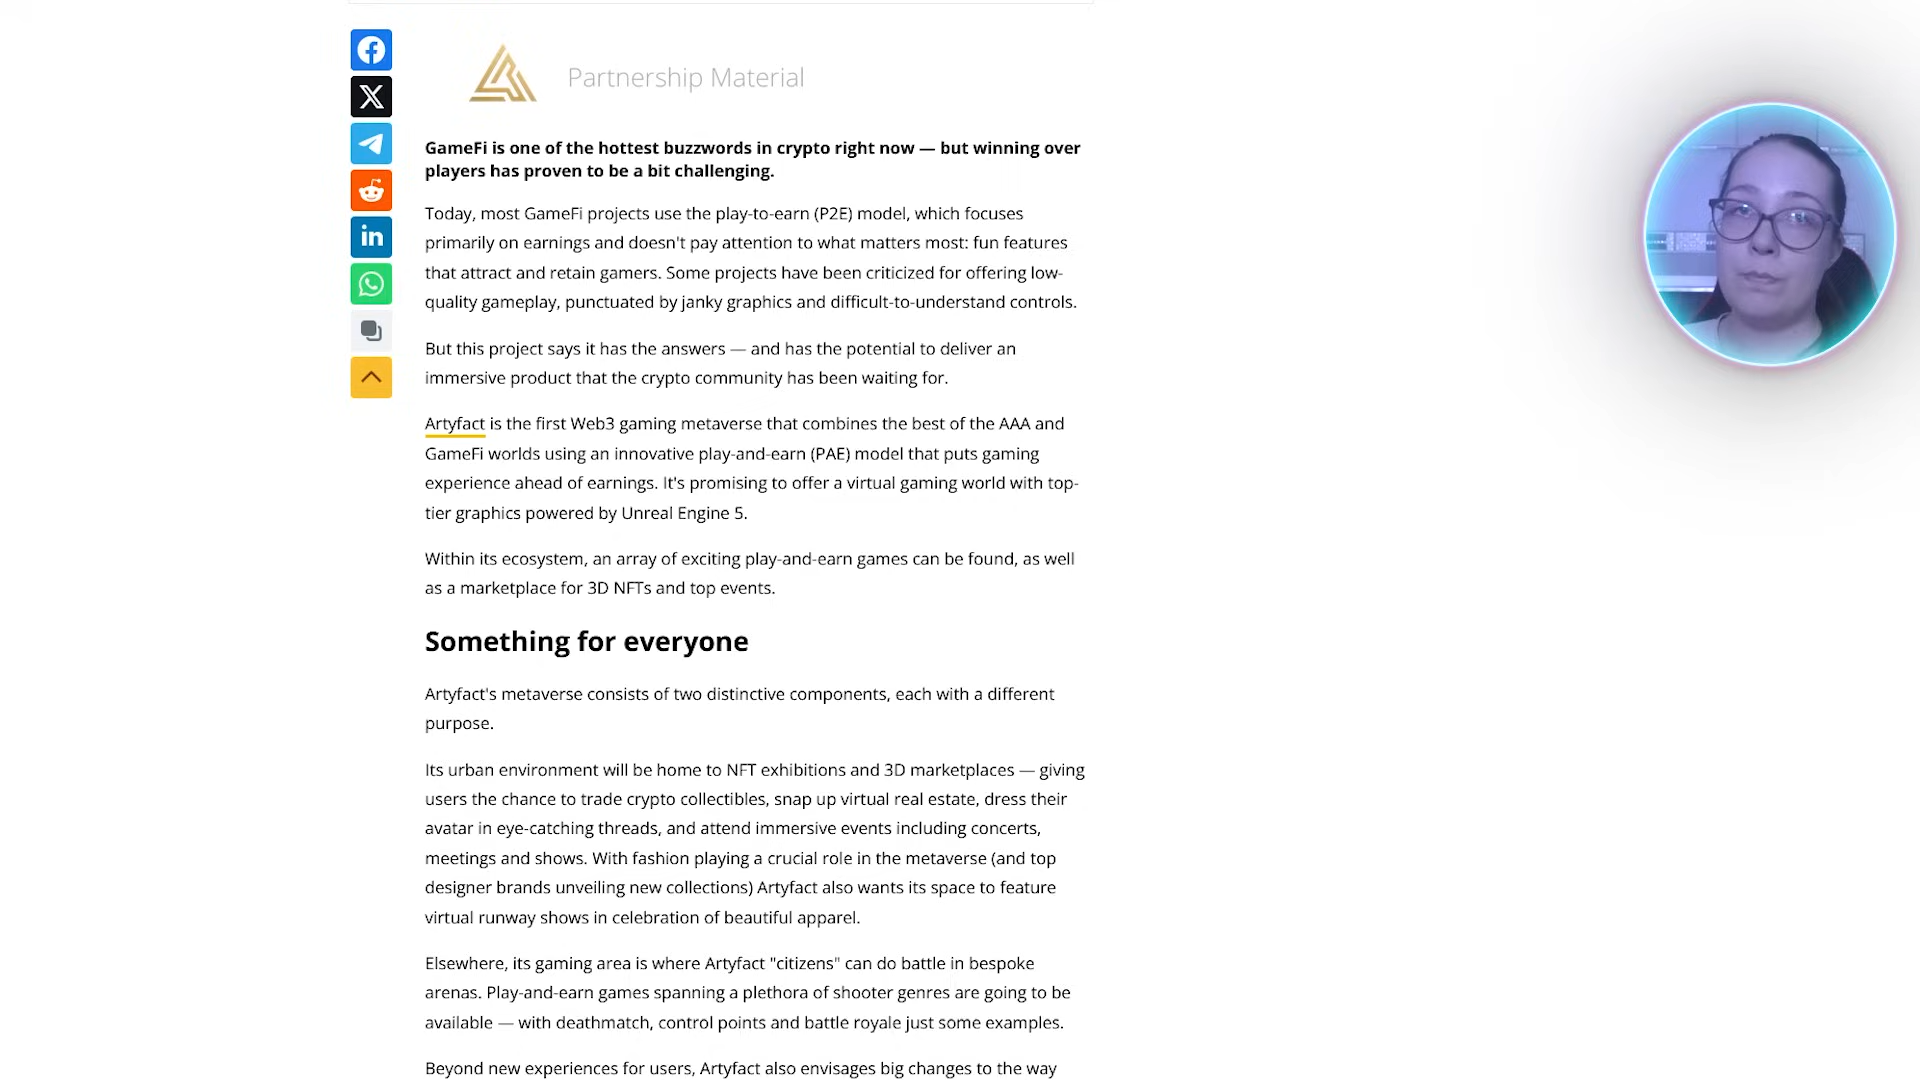 Partnership Material
GameFi is one of the hottest buzzwords in crypto right now — but winning over
players has proven to be a bit challenging.
Today, most GameFi projects use the play-to-earn (P2E) model, which focuses
primarily on earnings and doesn't pay attention to what matters most: fun features
that attract and retain gamers. Some projects have been criticized for offering low-
quality gameplay, punctuated by janky graphics and difficult-to-understand controls.
But this project says it has the answers — and has the potential to deliver an
immersive product that the crypto community has been waiting for.
Artyfact is the first Web3 gaming metaverse that combines the best of the AAA and
GameFi worlds using an innovative play-and-earn (PAE) model that puts gaming
experience ahead of earnings. It's promising to offer a virtual gaming world with top-
tier graphics powered by Unreal Engine 5.
Within its ecosystem, an array of exciting play-and-earn games can be found, as well
as a marketplace for 3D NFTs and top events.
Something for everyone
Artyfact's metaverse consists of two distinctive components, each with a different
purpose.
Its urban environment will be home to NFT exhibitions and 3D marketplaces — giving
users the chance to trade crypto collectibles, snap up virtual real estate, dress their
avatar in eye-catching threads, and attend immersive events including concerts,
meetings and shows. With fashion playing a crucial role in the metaverse (and top
designer brands unveiling new collections) Artyfact also wants its space to feature
virtual runway shows in celebration of beautiful apparel.
Elsewhere, its gaming area is where Artyfact "citizens" can do battle in bespoke
arenas. Play-and-earn games spanning a plethora of shooter genres are going to be
available — with deathmatch, control points and battle royale just some examples.
Beyond new experiences for users, Artyfact also envisages big changes to the way